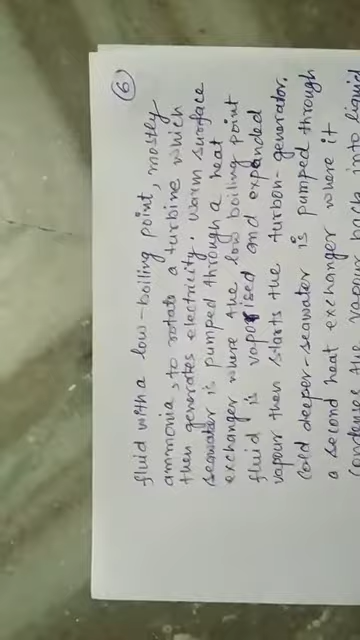 (6)
fluid with a low-boiling point, mostly
ammonia, to rotate a turbine which
then generates electricity. Warm surface
seawater is pumped through a heat
exchanger where the low boiling point
fluid is vaporised and expanded
vapour then starts the turbon-generator.
Cold deeper-seawater is pumped through
a second heat exchanger where it
condenses the vapour back into liquid